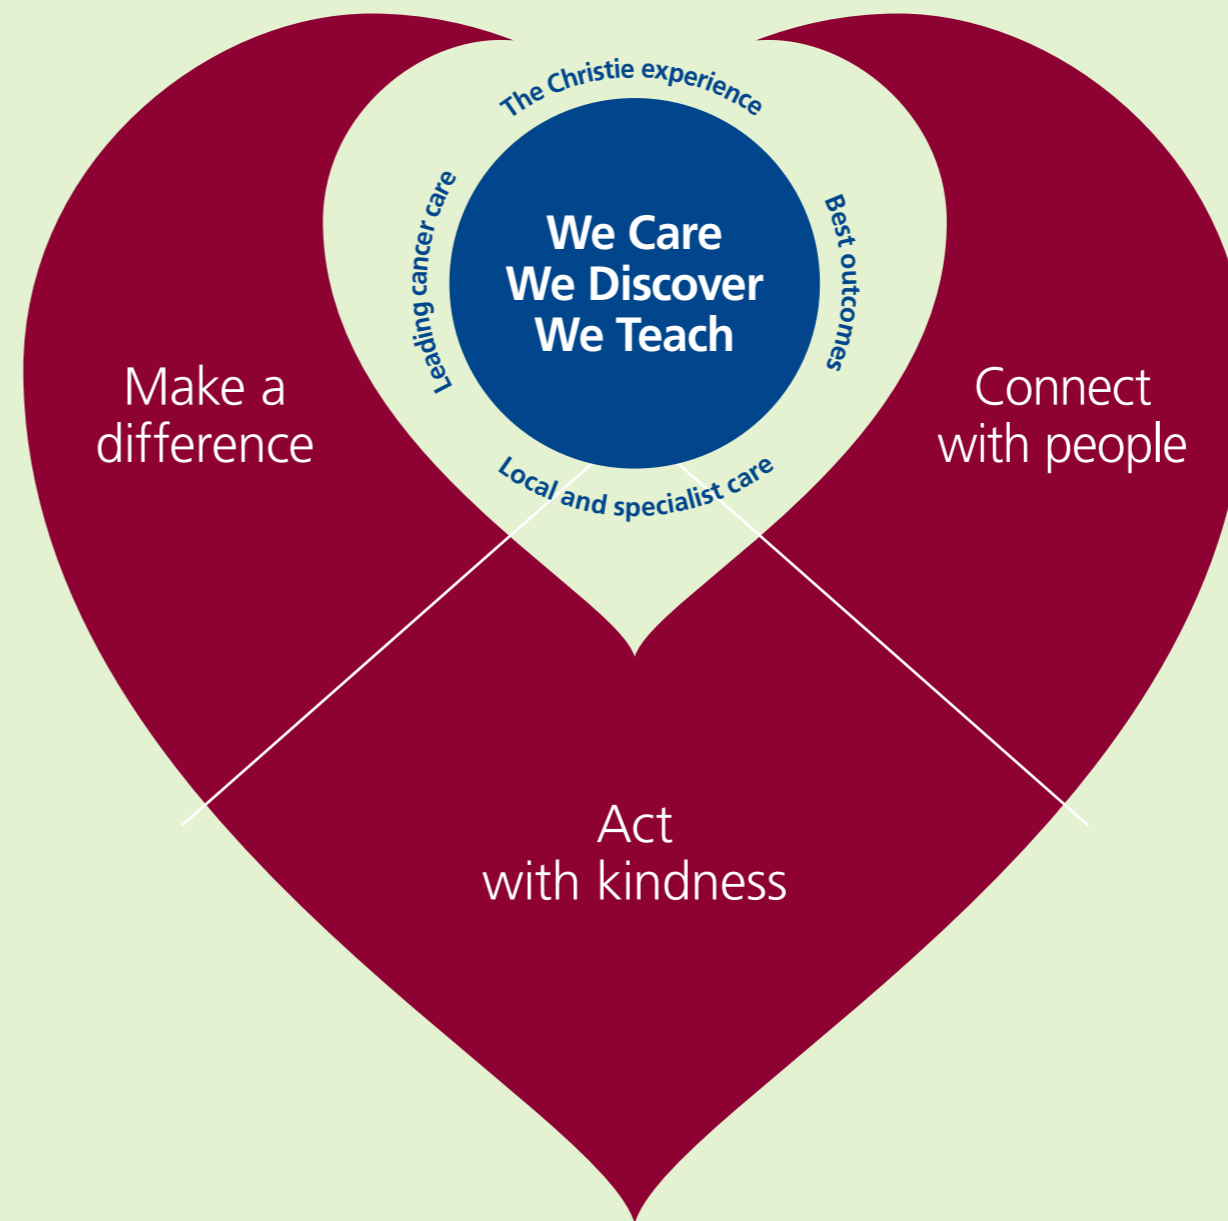 The Christie experience
Leading cancer care
We Care
We Discover
We Teach
Best outcomes
Local and specialist care
Make a
difference
Connect
with people
Act
with kindness